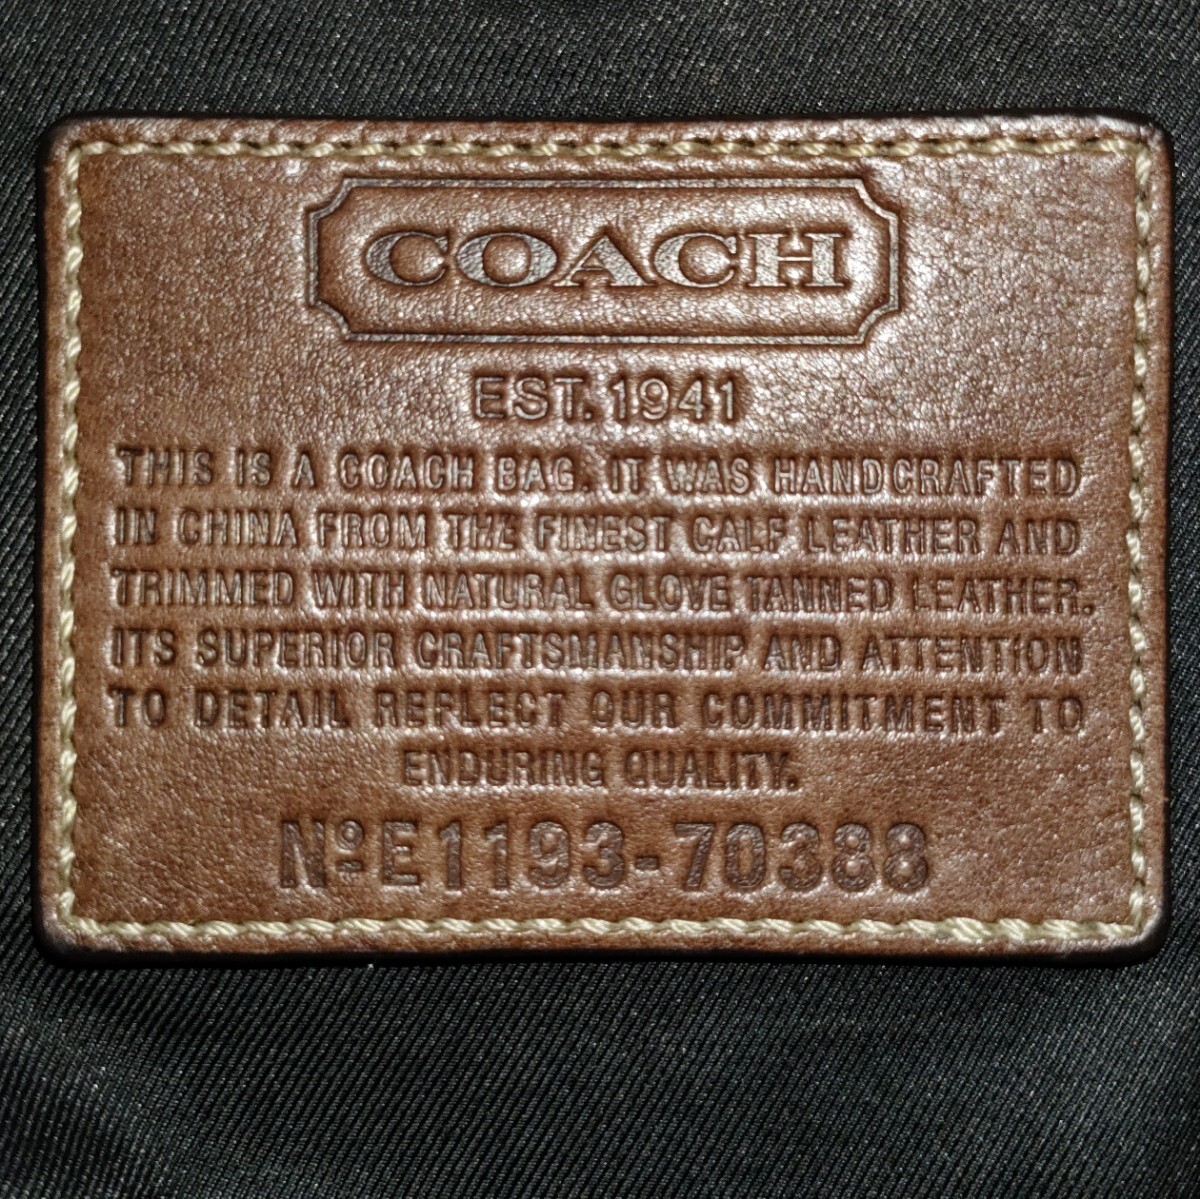 COACH
EST. 1941
THIS IS A COACH BAG. IT WAS HANDCRAFTED
IN CHINA FROM THE FINEST CALF LEATHER AND
TRIMMED WITH NATURAL GLOVE TANNED LEATHER.
ITS SUPERIOR CRAFTSMANSHIP AND ATTENTION
TO DETAIL REFLECT OUR COMMITMENT TO
ENDURING QUALITY.
Nº E1193-70388